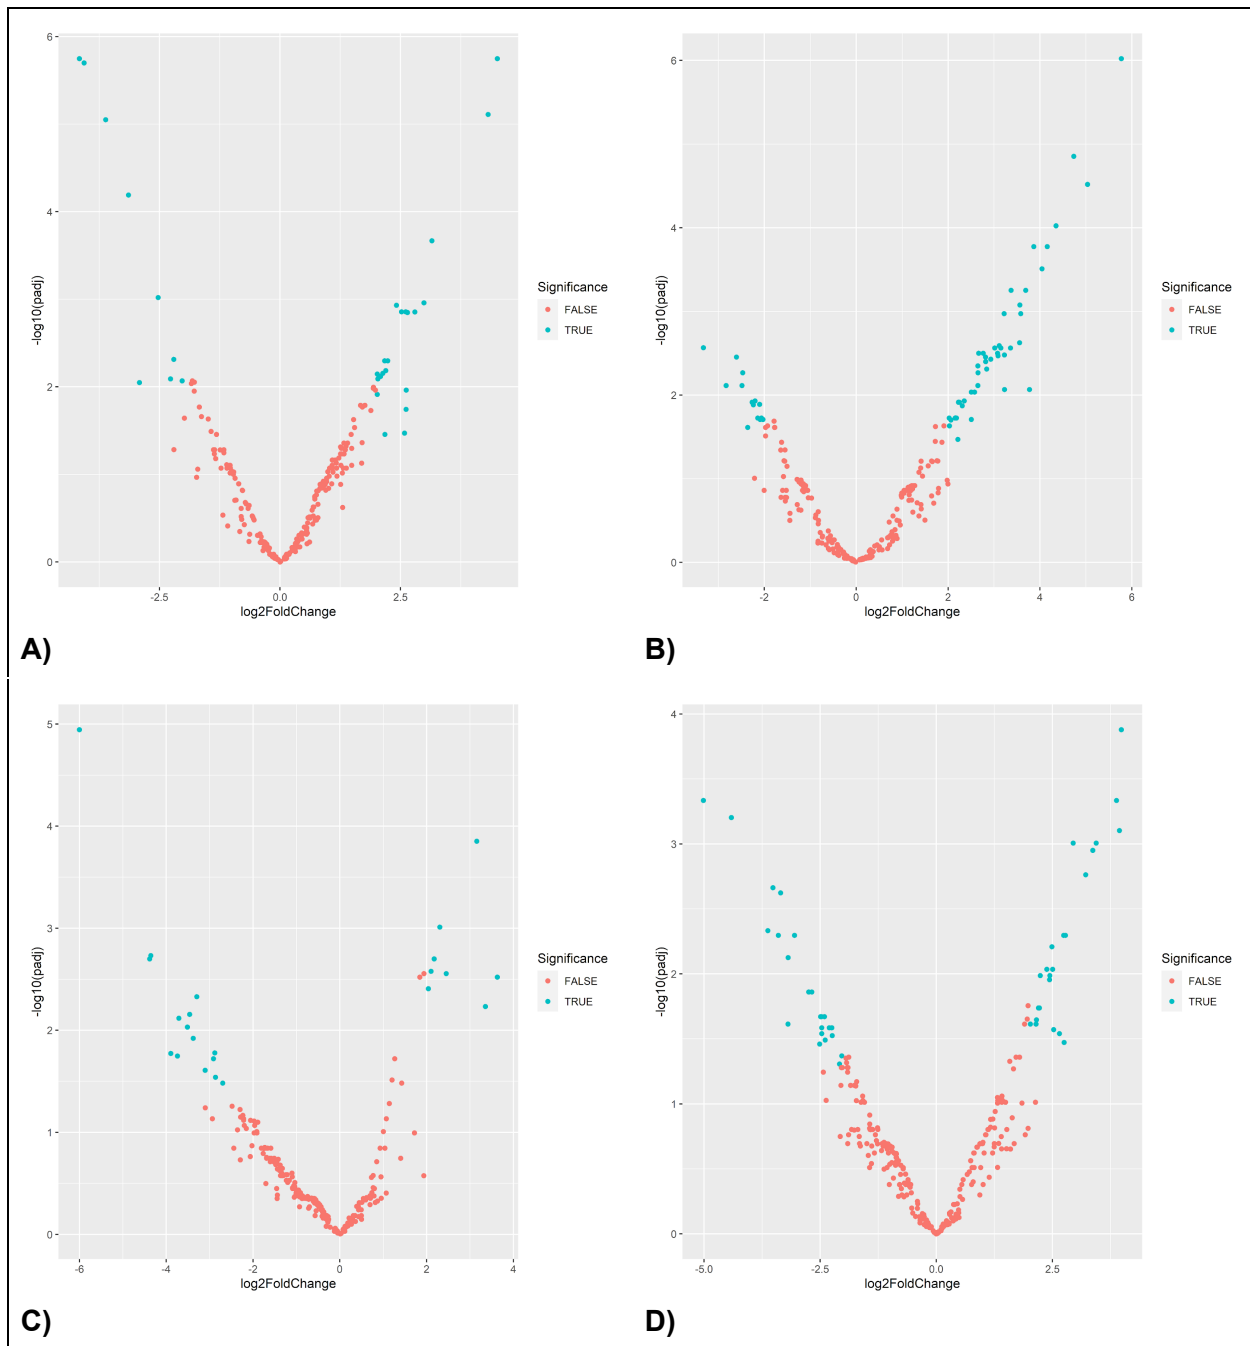 6
4
2
0
-log10(padj)
-2.5
0.0
2.5
log2FoldChange
Significance
FALSE
TRUE
A)
6
4
2
0
-log10(padj)
-2
0
2
4
6
log2FoldChange
Significance
FALSE
TRUE
B)
5
4
3
2
1
0
-log10(padj)
-6
-4
-2
0
2
4
log2FoldChange
Significance
FALSE
TRUE
C)
4
3
2
1
0
-log10(padj)
-5.0
-2.5
0.0
2.5
log2FoldChange
Significance
FALSE
TRUE
D)